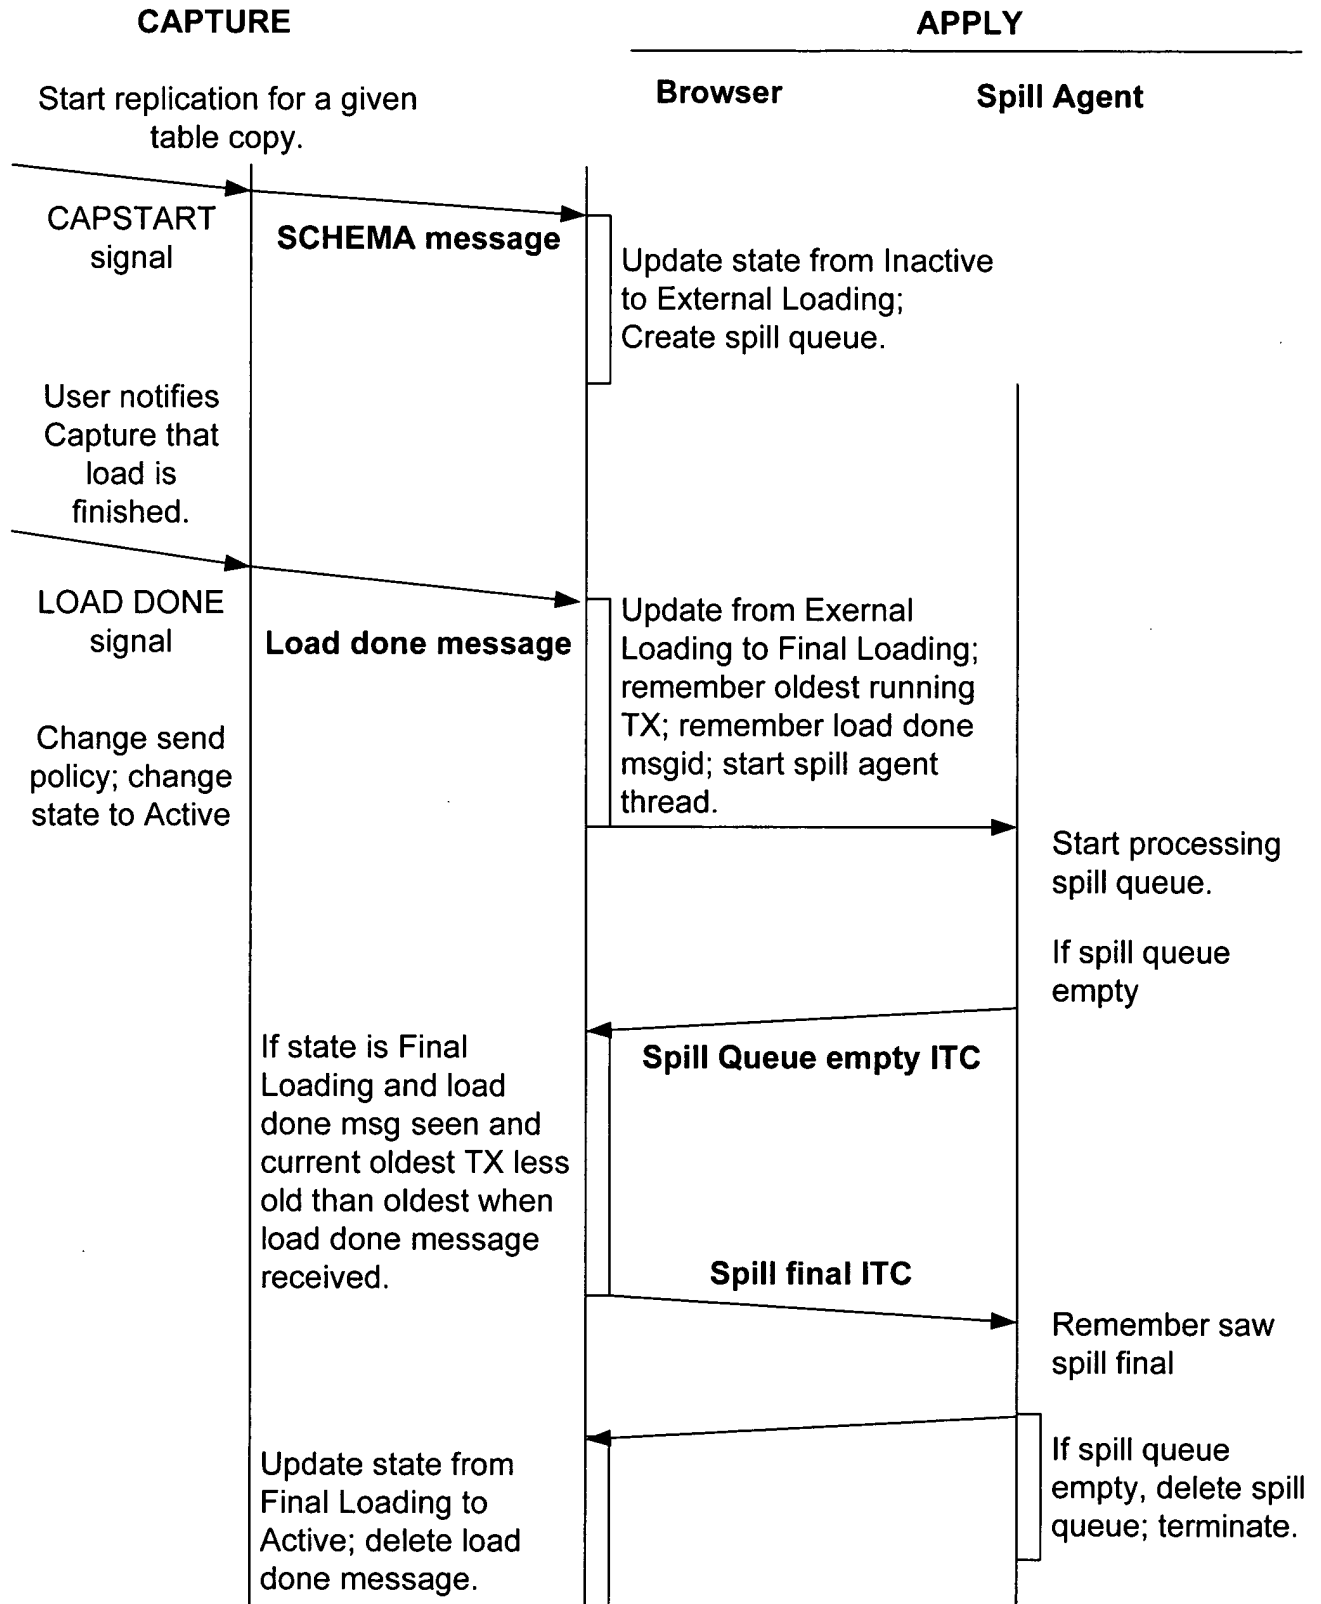 CAPTURE
APPLY
Browser
Spill Agent
Start replication for a given
table copy.
CAPSTART
signal
SCHEMA message
Update state from Inactive
to External Loading;
Create spill queue.
User notifies
Capture that
load is
finished.
LOAD DONE
signal
Load done message
Update from Exernal
Loading to Final Loading;
remember oldest running
TX; remember load done
msgid; start spill agent
thread.
Change send
policy; change
state to Active
Start processing
spill queue.
If spill queue
empty
Spill Queue empty ITC
If state is Final
Loading and load
done msg seen and
current oldest TX less
old than oldest when
load done message
received.
Spill final ITC
Remember saw
spill final
If spill queue
empty, delete spill
queue; terminate.
Update state from
Final Loading to
Active; delete load
done message.